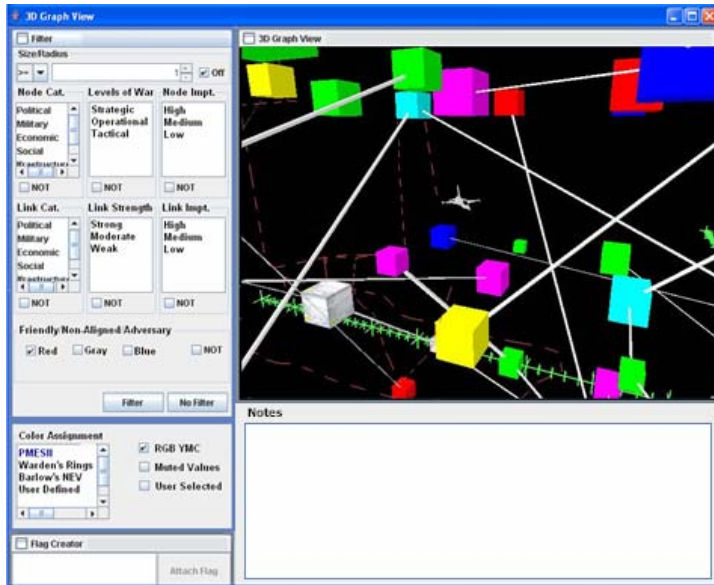 3D Graph View
Filter
Size/Radius
>= 1 Off
Node Cat. Levels of War Node Impt.
Political
Military
Economic
Social
Strategic
Operational
Tactical
High
Medium
Low
NOT NOT NOT
Link Cat. Link Strength Link Impt.
Political
Military
Economic
Social
Strong
Moderate
Weak
High
Medium
Low
NOT NOT NOT
Friendly/Non-Aligned/Adversary
Red Gray Blue NOT
Filter No Filter
Color Assignment
PMESII
Warden's Rings
Barlow's NEV
User Defined
RGB YMC
Muted Values
User Selected
Flag Creator
Attach Flag
3D Graph View
Notes